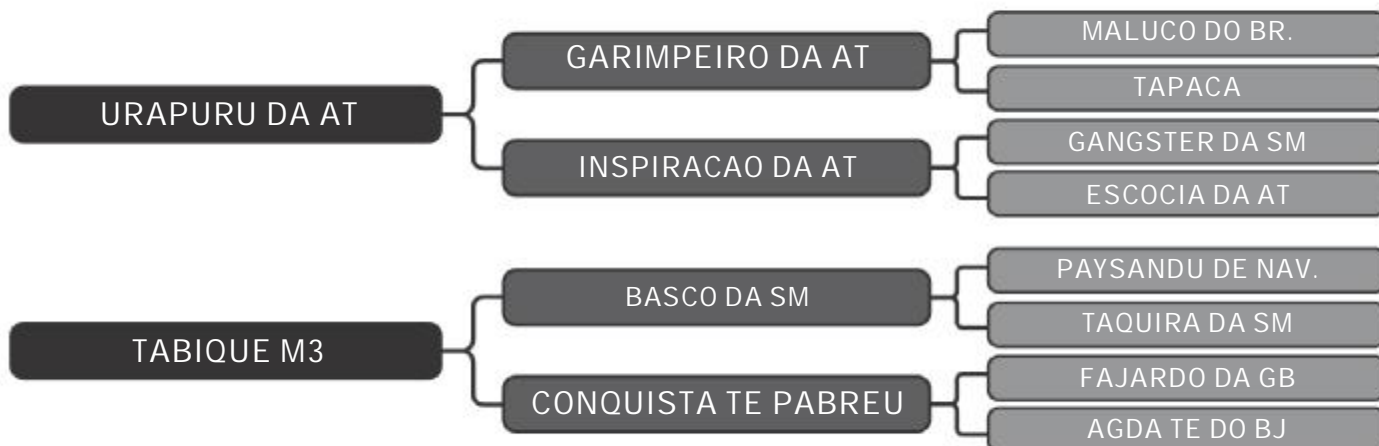 URAPURU DA AT
GARIMPEIRO DA AT
MALUCO DO BR.
TAPACA
INSPIRACAO DA AT
GANGSTER DA SM
ESCOCIA DA AT
TABIQUE M3
BASCO DA SM
PAYSANDU DE NAV.
TAQUIRA DA SM
CONQUISTA TE PABREU
FAJARDO DA GB
AGDA TE DO BJ